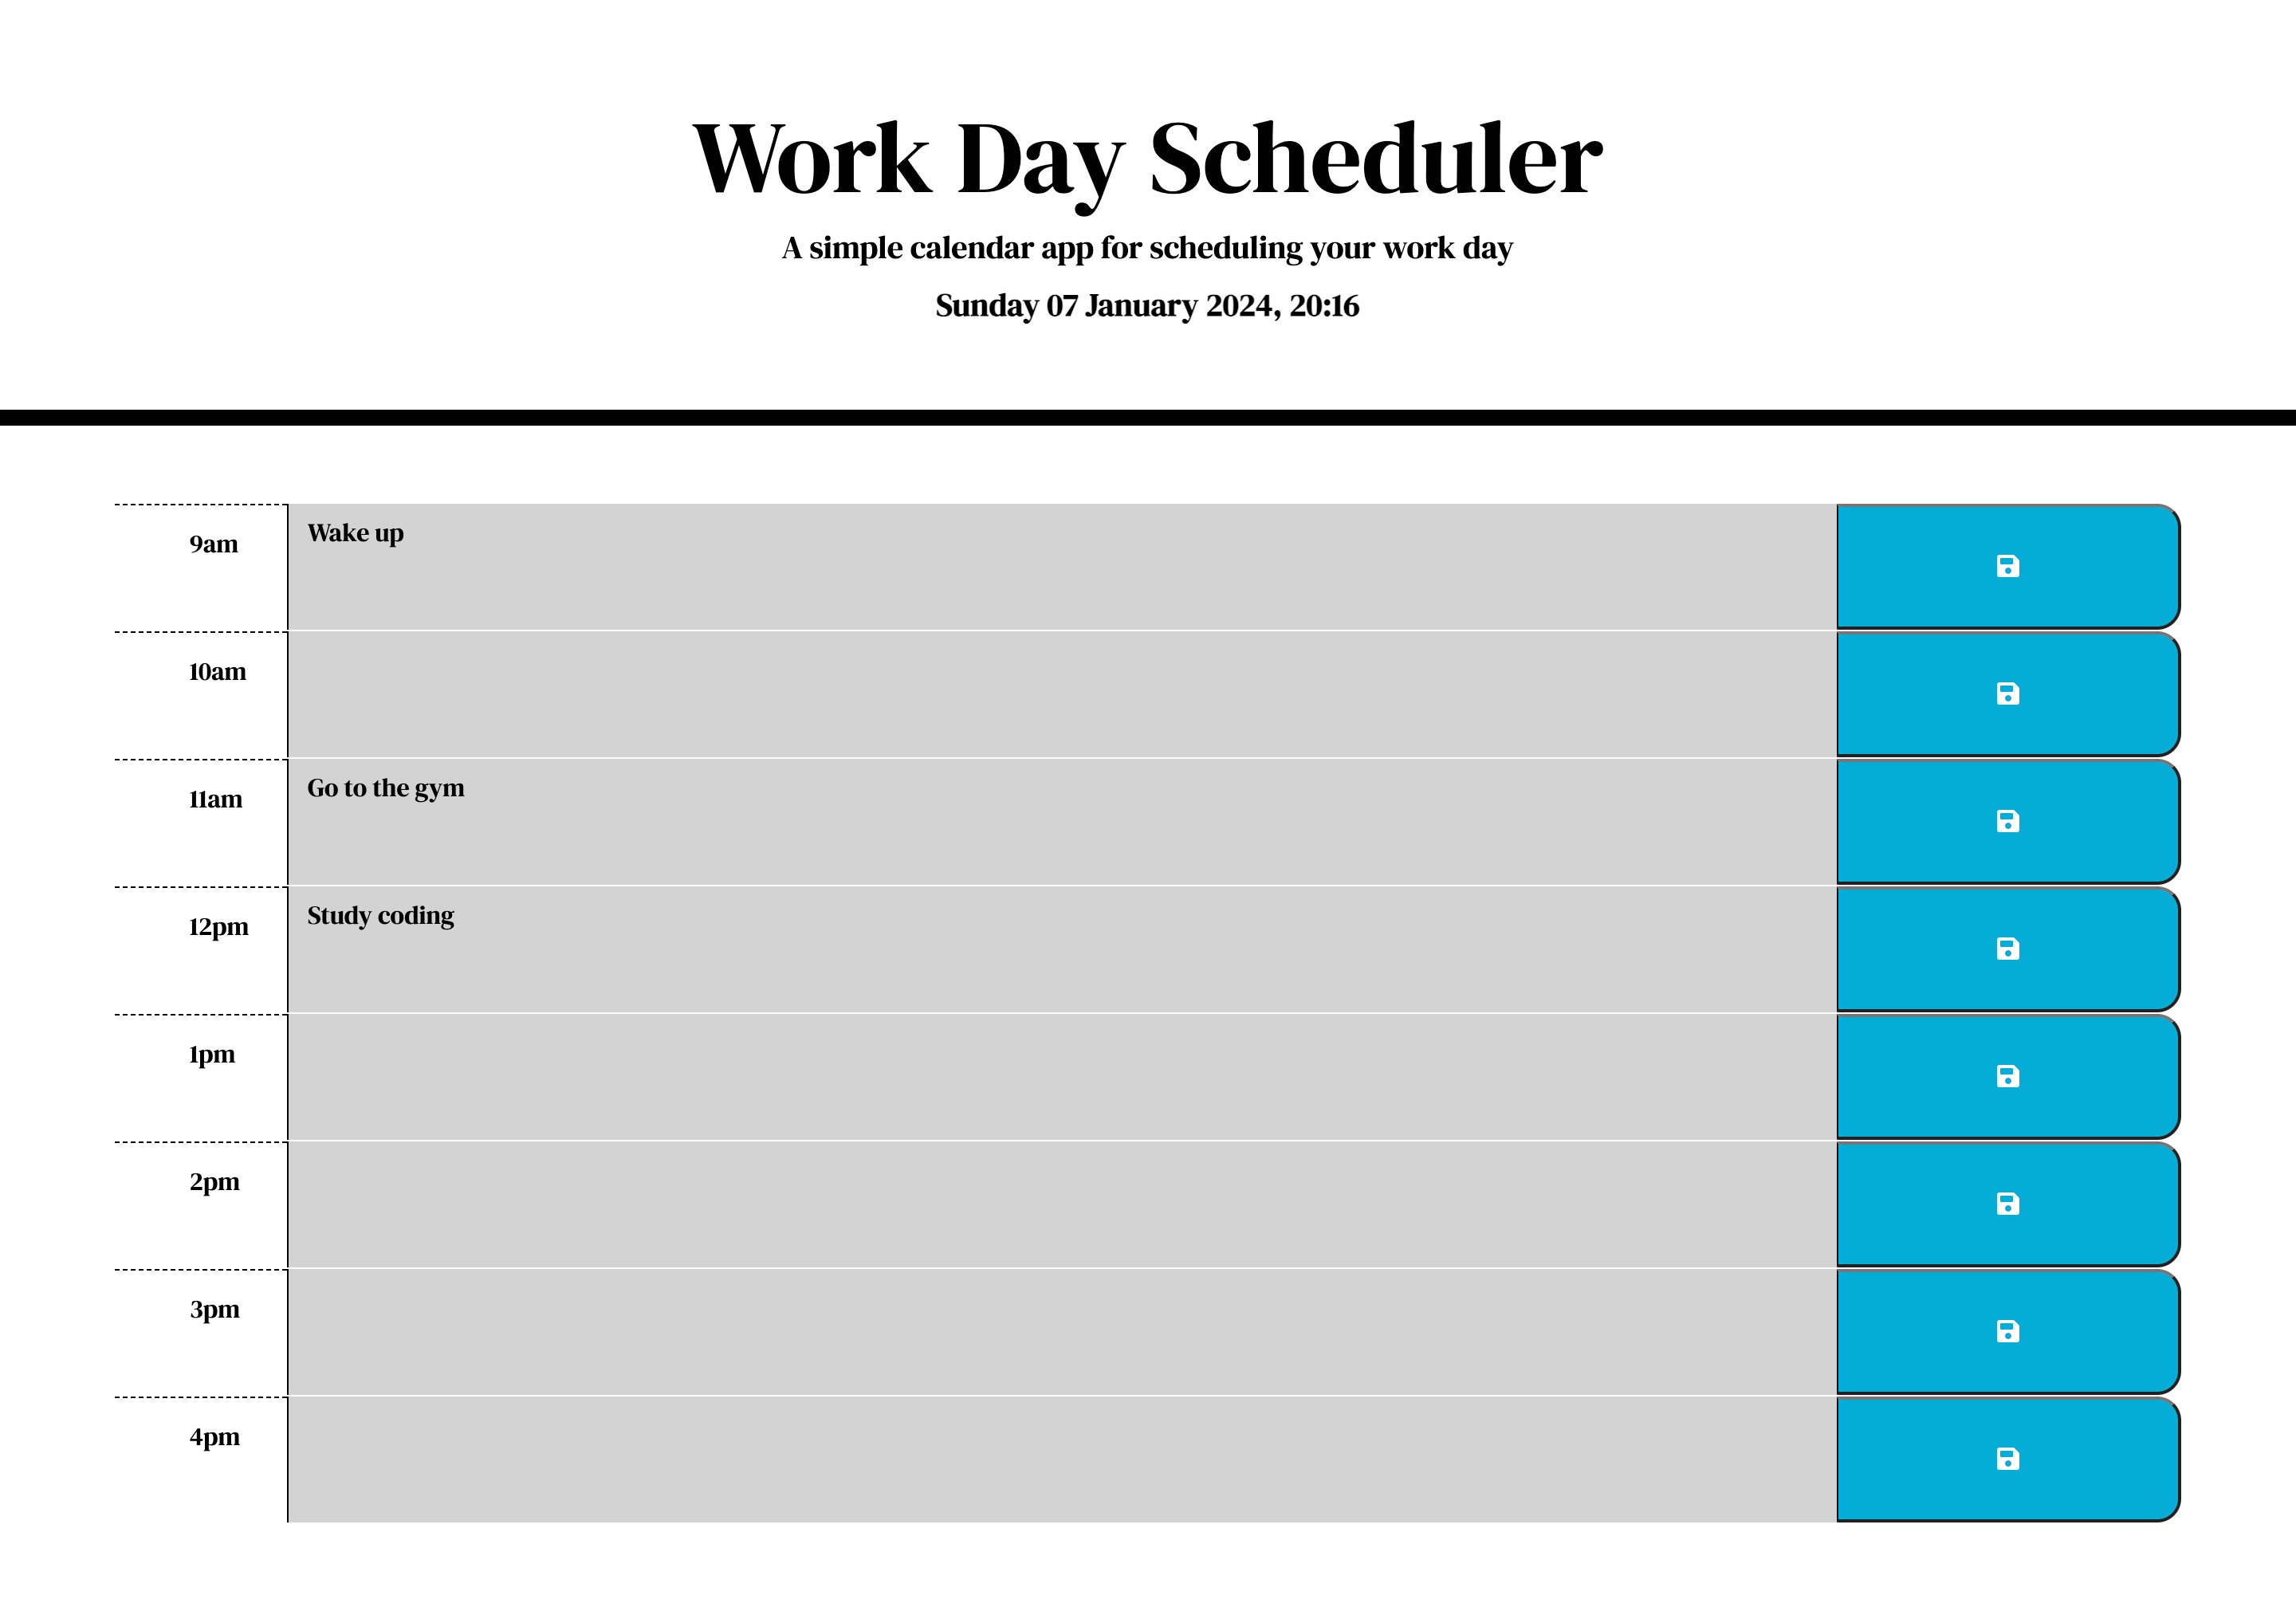 Work Day Scheduler
A simple calendar app for scheduling your work day
Sunday 07 January 2024, 20:16
9am
Wake up
10am
11am
Go to the gym
12pm
Study coding
1pm
2pm
3pm
4pm